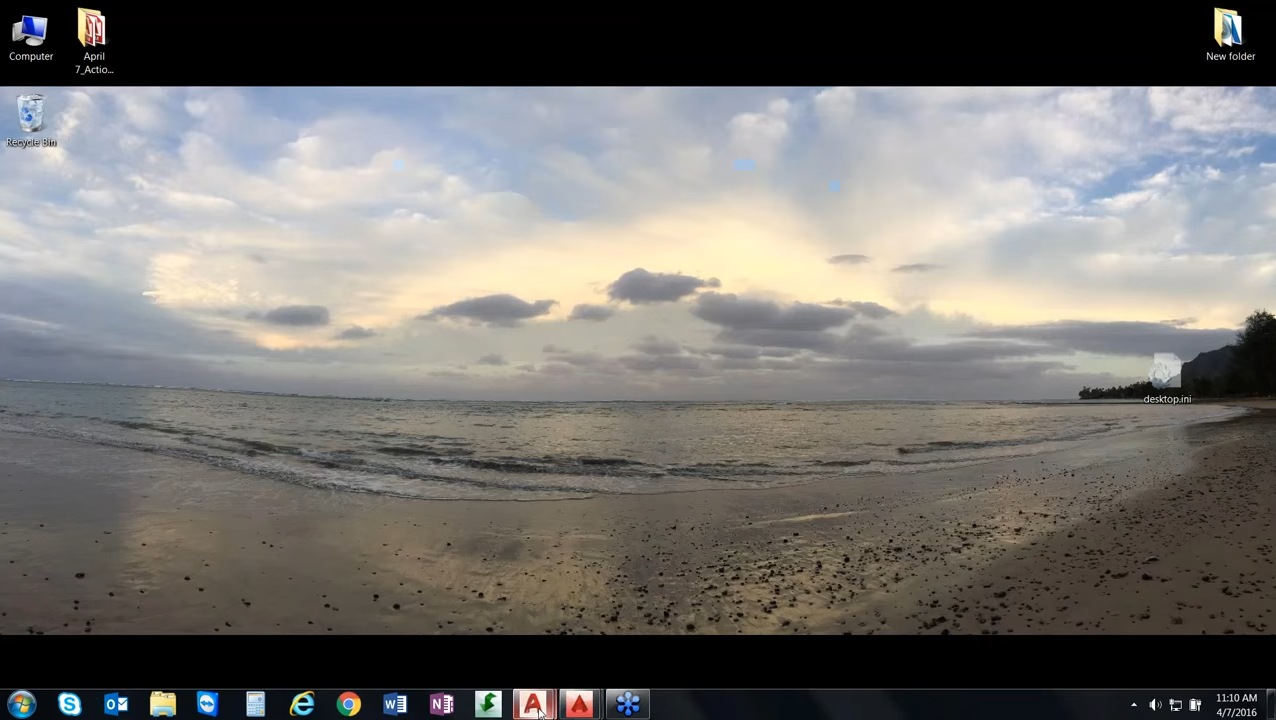 Computer
April
7_Actio...
New folder
Recycle Bin
desktop.ini
11:10 AM
4/7/2016